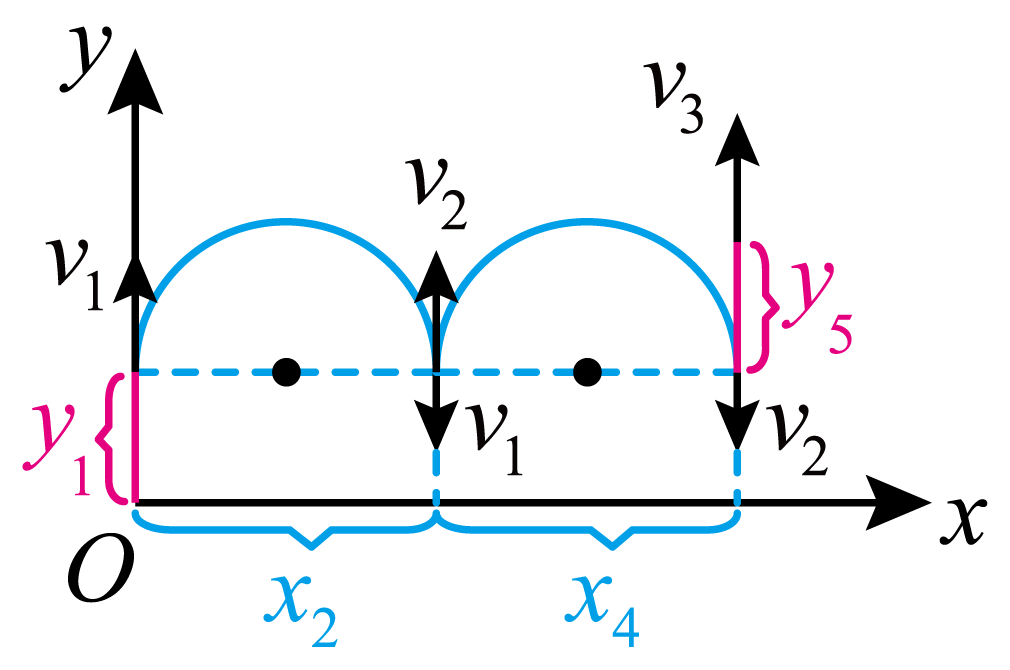 y
v₃
v₂
v₁
y₅
y₁
v₁
v₂
O
x
x₂
x₄